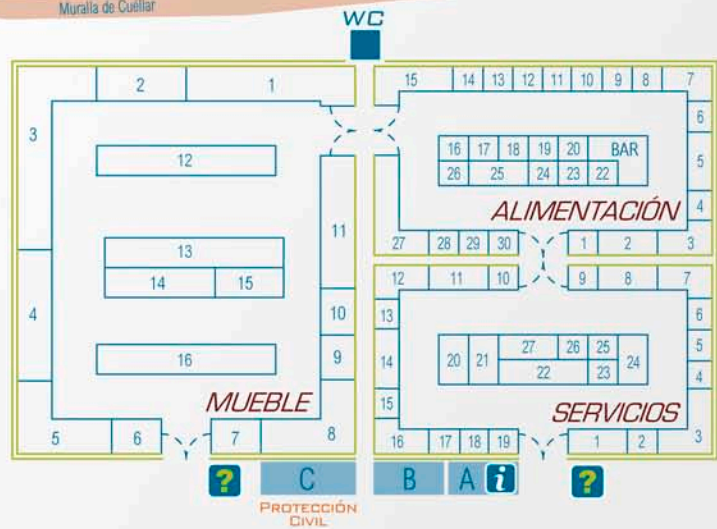 Muralla de Cuéllar
WC
2 1
3
12
13
14 15
11
4
10
16
9
MUEBLE
5 6 7 8
15 14 13 12 11 10 9 8 7
6
16 17 18 19 20 BAR
5
26 25 24 23 22
ALIMENTACIÓN
4
27 28 29 30 1 2 3
12 11 10 9 8 7
13
6
27 26 25
20 21 24
5
14
22 23
4
15
SERVICIOS
16 17 18 19 1 2 3
? C B A i ?
PROTECCIÓN
CIVIL